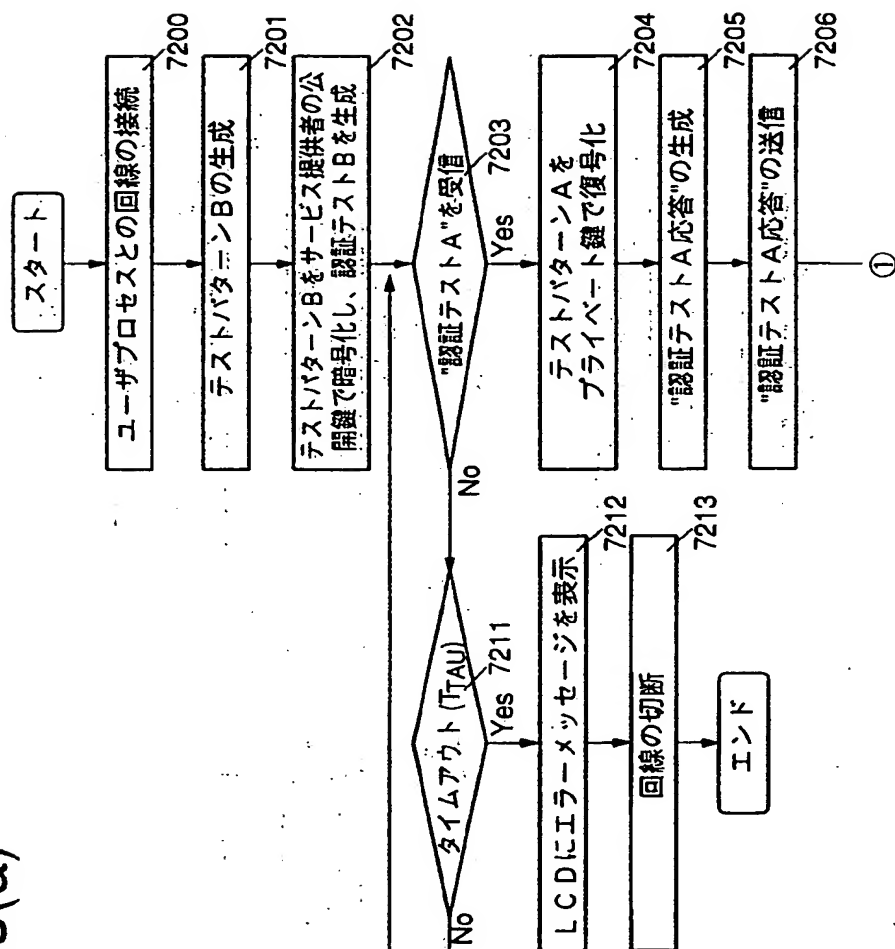 スタート
ユーザプロセスとの回線の接続
7200
テストパターンBの生成
7201
テストパターンBをサービス提供者の公
開鍵で暗号化し、認証テストBを生成
7202
"認証テストA"を受信
7203
Yes
No
テストパターンAを
プライベート鍵で復号化
7204
"認証テストA応答"の生成
7205
"認証テストA応答"の送信
7206
①
タイムアウト(TTAU)
7211
Yes
No
LCDにエラーメッセージを表示
7212
回線の切断
7213
エンド
(a)